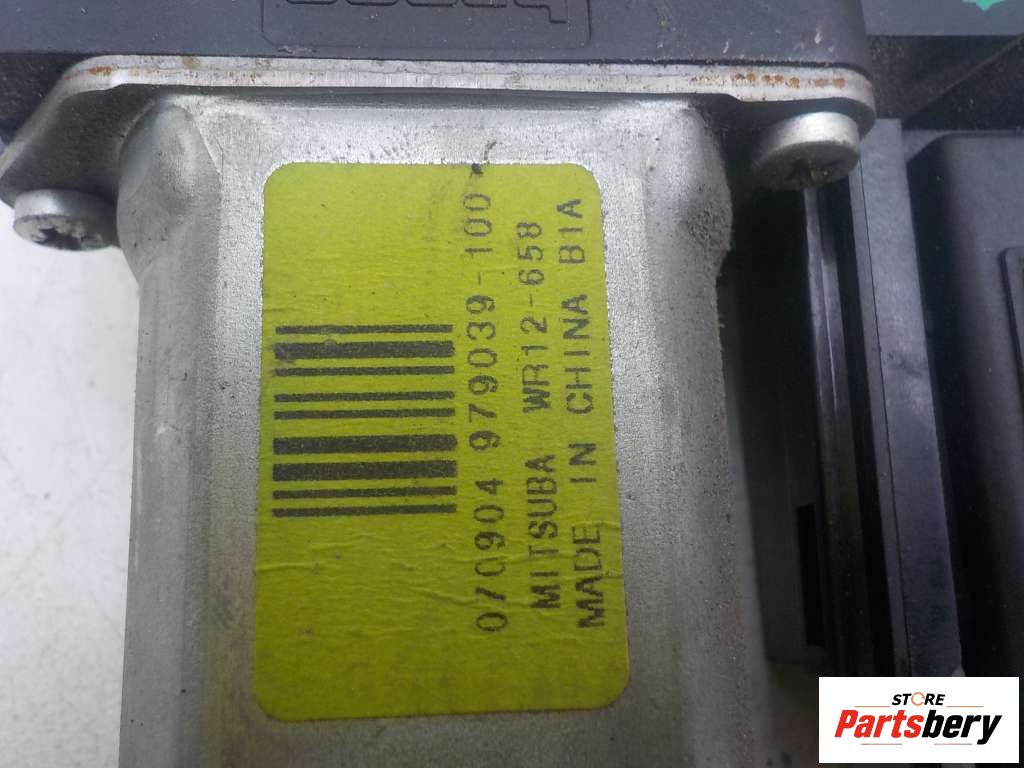 070904 979039-100
MITSUBA WR12-658
MADE IN CHINA B1A
STORE
Partsbery